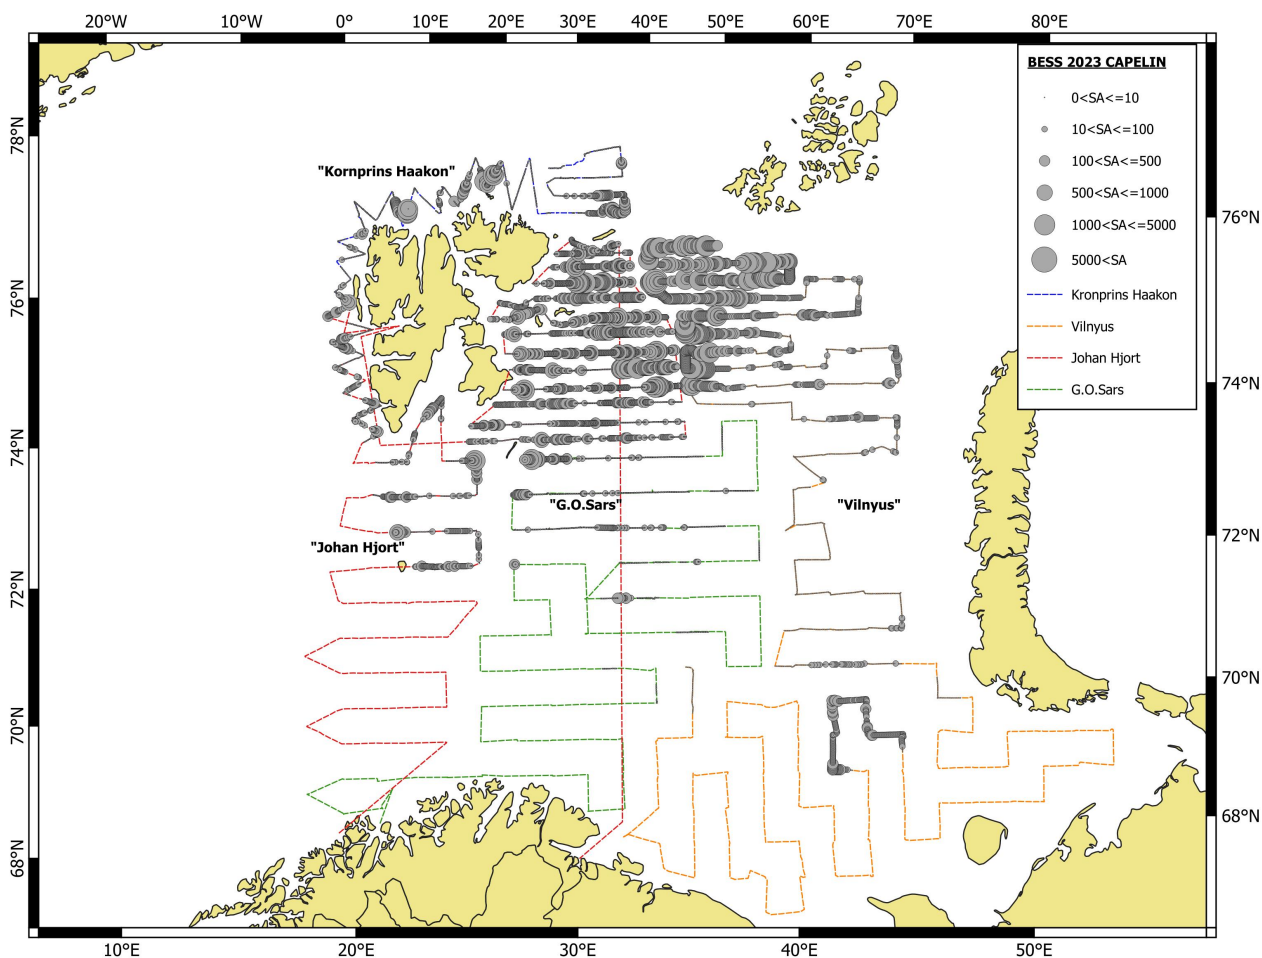 20°W 10°W 0° 10°E 20°E 30°E 40°E 50°E 60°E 70°E 80°E
BESS 2023 CAPELIN
0<SA<=10
10<SA<=100
100<SA<=500
500<SA<=1000
1000<SA<=5000
5000<SA
Kronprins Haakon
Vilnyus
Johan Hjort
G.O.Sars
78°N
76°N
74°N
72°N
70°N
68°N
"Kornprins Haakon"
"G.O.Sars"
"Vilnyus"
"Johan Hjort"
76°N
74°N
72°N
70°N
68°N
10°E 20°E 30°E 40°E 50°E